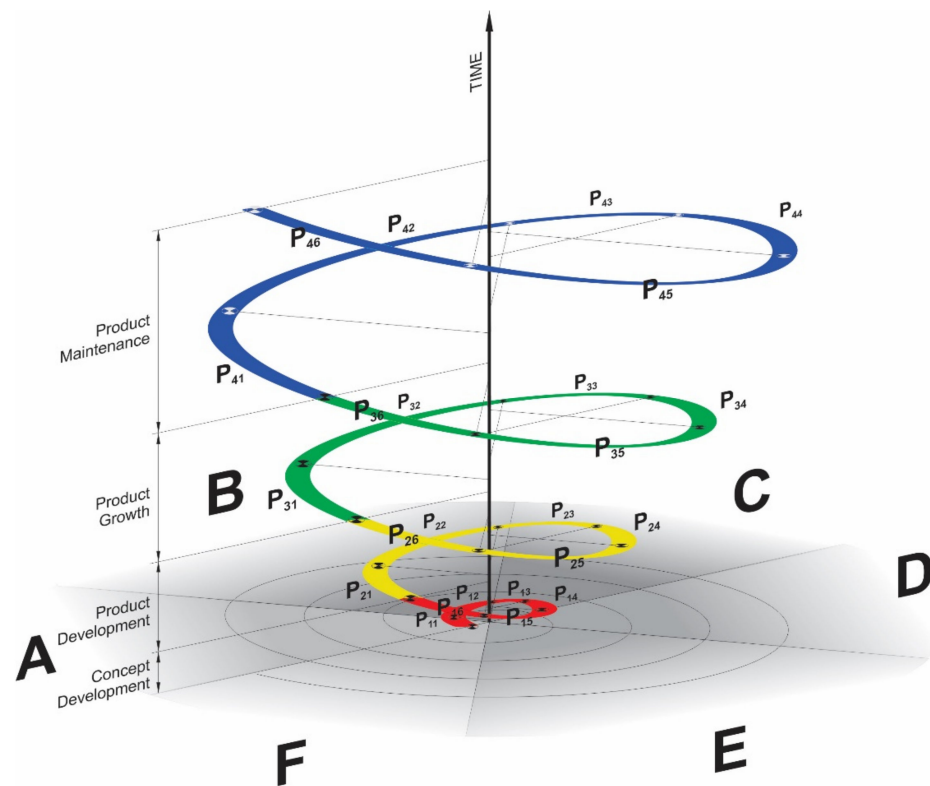 TIME
P43
P44
P42
P46
P45
Product
Maintenance
P41
P33
P32
P34
P36
P35
B
C
P31
Product
Growth
P23
P22
P24
P26
P25
D
P21
P12
P13
P14
P16
P11
P15
Product
Development
A
Concept
Development
E
F